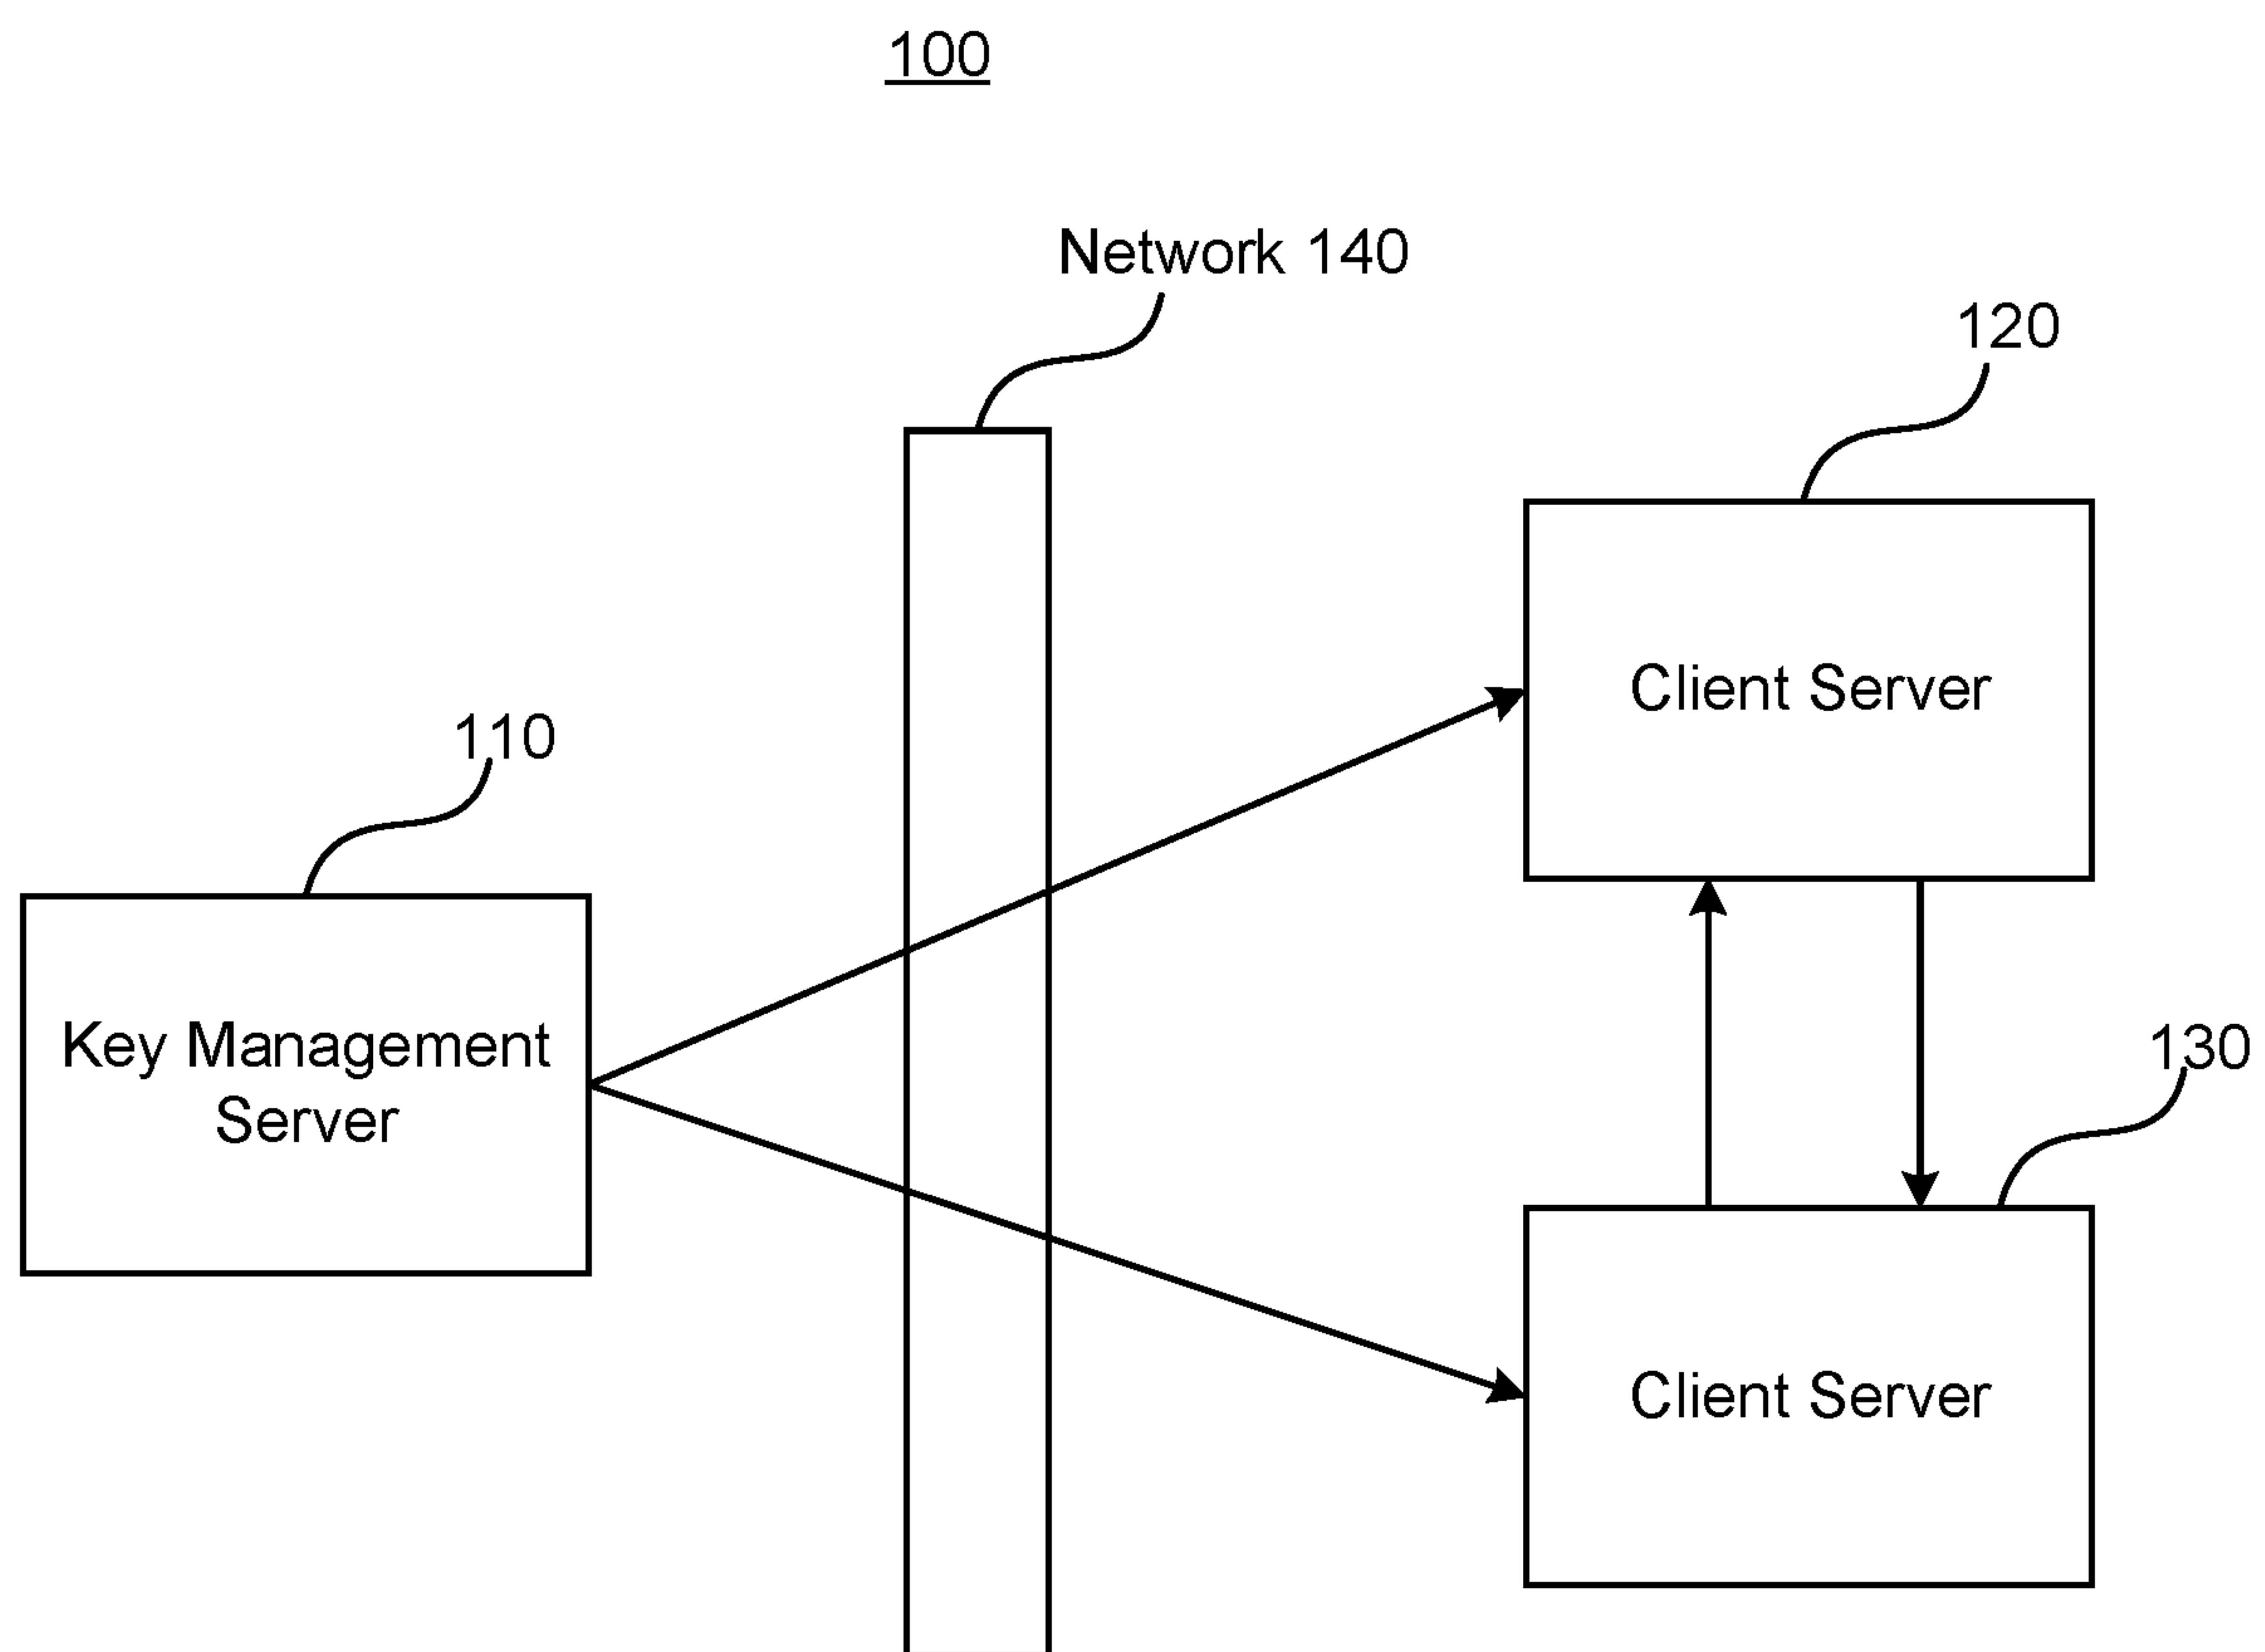 100
Network 140
120
110
Client Server
Key Management
Server
130
Client Server